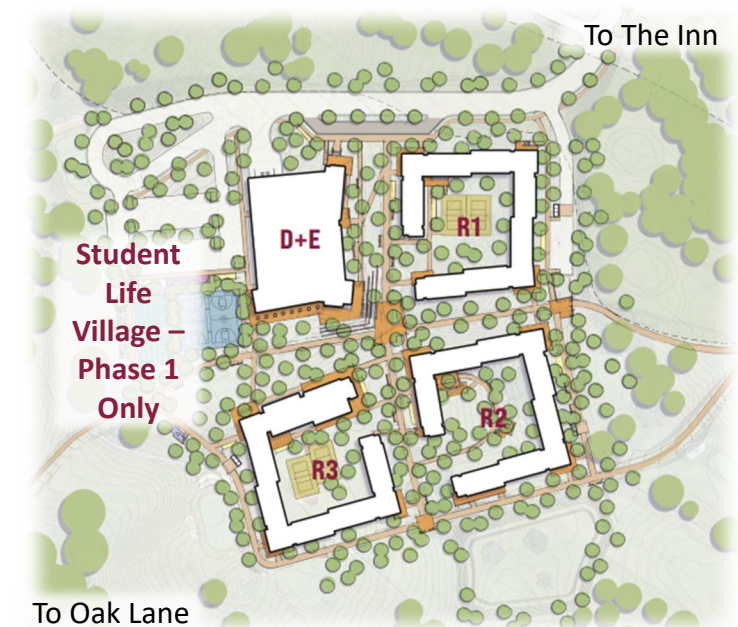 To The Inn
D+E
R1
Student
Life
Village –
Phase 1
Only
R2
R3
To Oak Lane